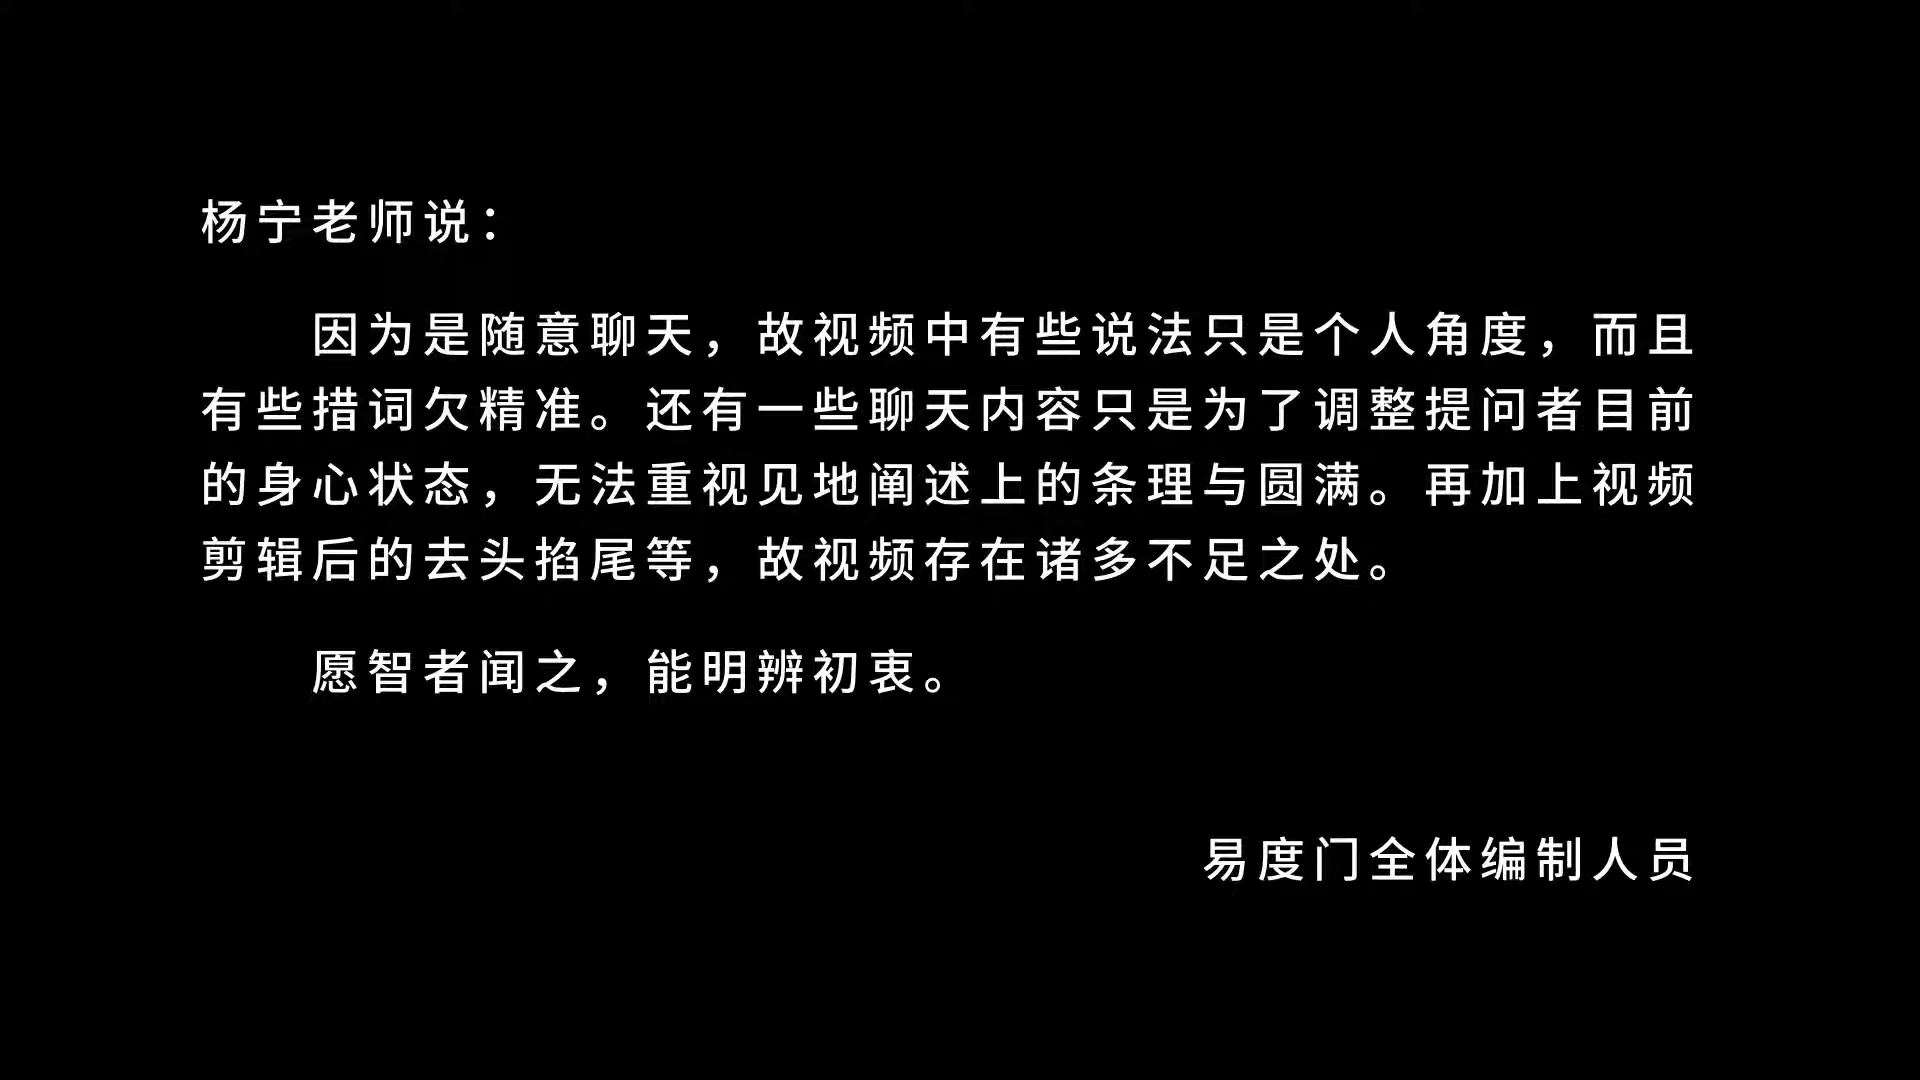 杨宁老师说：
因为是随意聊天，故视频中有些说法只是个人角度，而且
有些措词欠精准。还有一些聊天内容只是为了调整提问者目前
的身心状态，无法重视见地阐述上的条理与圆满。再加上视频
剪辑后的去头掐尾等，故视频存在诸多不足之处。
愿智者闻之，能明辨初衷。
易度门全体编制人员